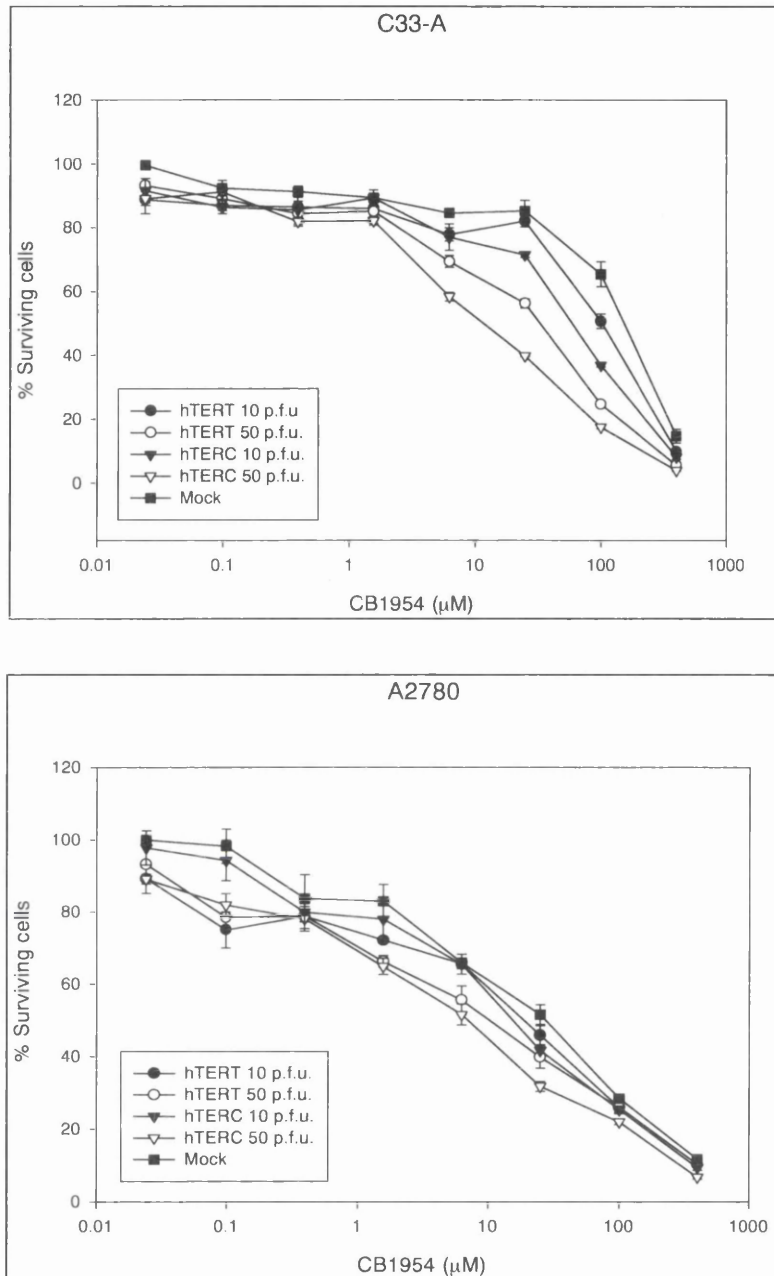 C33-A
120
100
80
60
40
20
0
% Surviving cells
hTERT 10 p.f.u
hTERT 50 p.f.u.
hTERC 10 p.f.u.
hTERC 50 p.f.u.
Mock
0.01 0.1 1 10 100 1000
CB1954 (μM)
A2780
120
100
80
60
40
20
0
% Surviving cells
hTERT 10 p.f.u.
hTERT 50 p.f.u.
hTERC 10 p.f.u.
hTERC 50 p.f.u.
Mock
0.01 0.1 1 10 100 1000
CB1954 (μM)